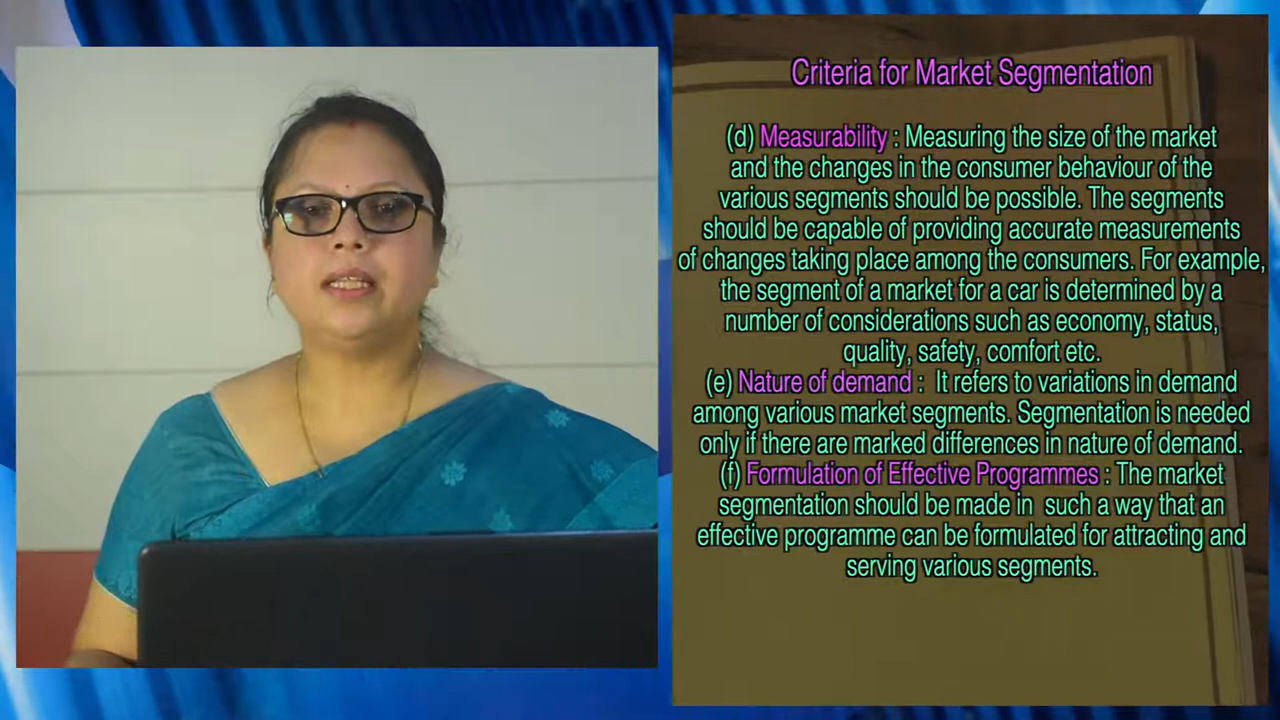 Criteria for Market Segmentation
(d) Measurability : Measuring the size of the market
and the changes in the consumer behaviour of the
various segments should be possible. The segments
should be capable of providing accurate measurements
of changes taking place among the consumers. For example,
the segment of a market for a car is determined by a
number of considerations such as economy, status,
quality, safety, comfort etc.
(e) Nature of demand : It refers to variations in demand
among various market segments. Segmentation is needed
only if there are marked differences in nature of demand.
(f) Formulation of Effective Programmes : The market
segmentation should be made in such a way that an
effective programme can be formulated for attracting and
serving various segments.